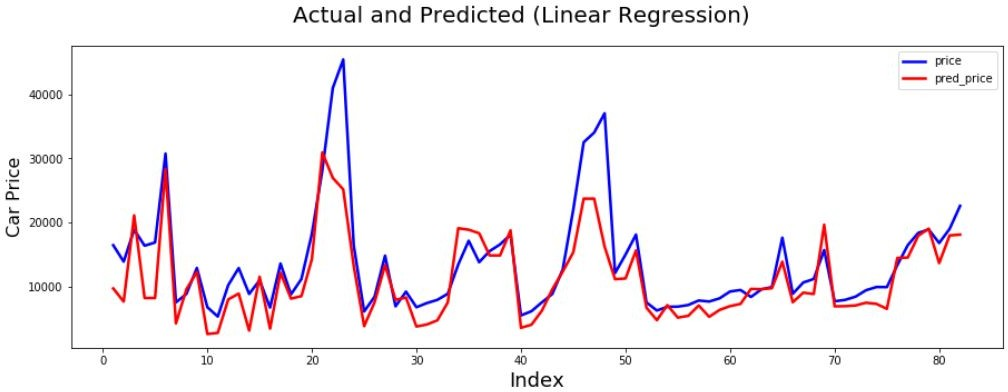 Actual and Predicted (Linear Regression)
price
pred_price
Car Price
40000
30000
20000
10000
0 10 20 30 40 50 60 70 80
Index